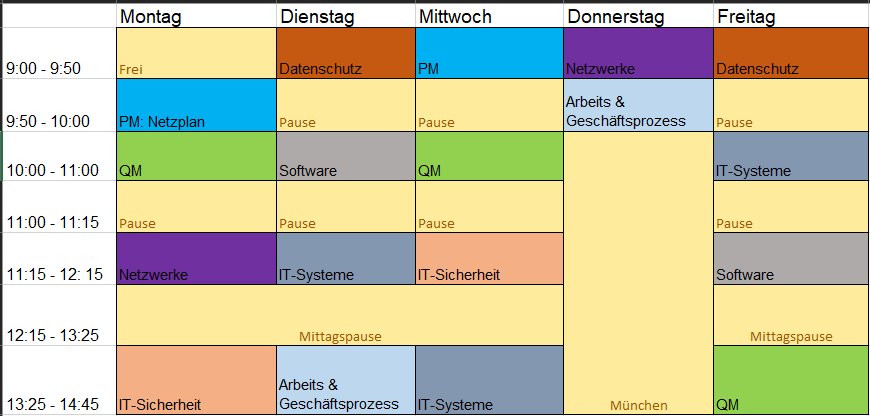 Montag Dienstag Mittwoch Donnerstag Freitag
9:00 - 9:50 Frei Datenschutz PM Netzwerke Datenschutz
9:50 - 10:00 PM: Netzplan Pause Pause Arbeits & Geschäftsprozess Pause
10:00 - 11:00 QM Software QM IT-Systeme
11:00 - 11:15 Pause Pause Pause Pause
11:15 - 12: 15 Netzwerke IT-Systeme IT-Sicherheit Software
12:15 - 13:25 Mittagspause Mittagspause
13:25 - 14:45 IT-Sicherheit Arbeits & Geschäftsprozess IT-Systeme München QM